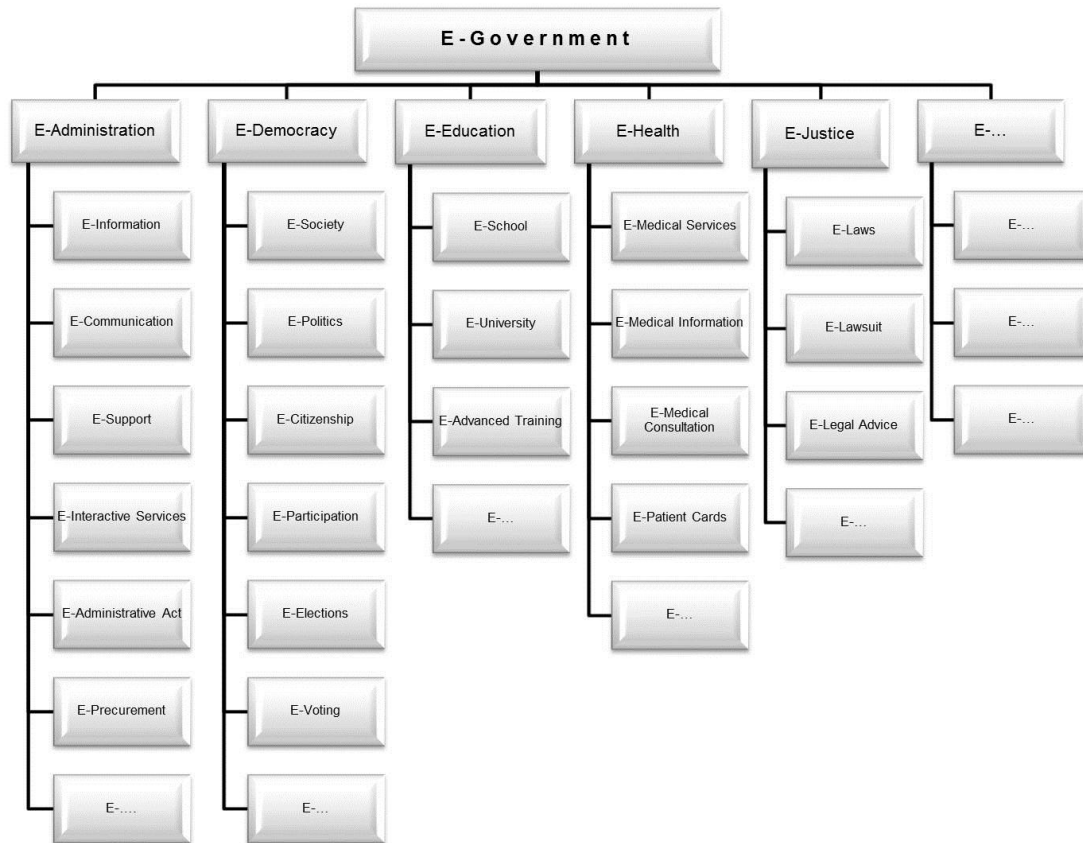 E-Government
E-Administration
E-Information
E-Communication
E-Support
E-Interactive Services
E-Administrative Act
E-Procurement
E-....
E-Democracy
E-Society
E-Politics
E-Citizenship
E-Participation
E-Elections
E-Voting
E-...
E-Education
E-School
E-University
E-Advanced Training
E-...
E-Health
E-Medical Services
E-Medical Information
E-Medical
Consultation
E-Patient Cards
E-...
E-Justice
E-Laws
E-Lawsuit
E-Legal Advice
E-...
E-...
E-...
E-...
E-...